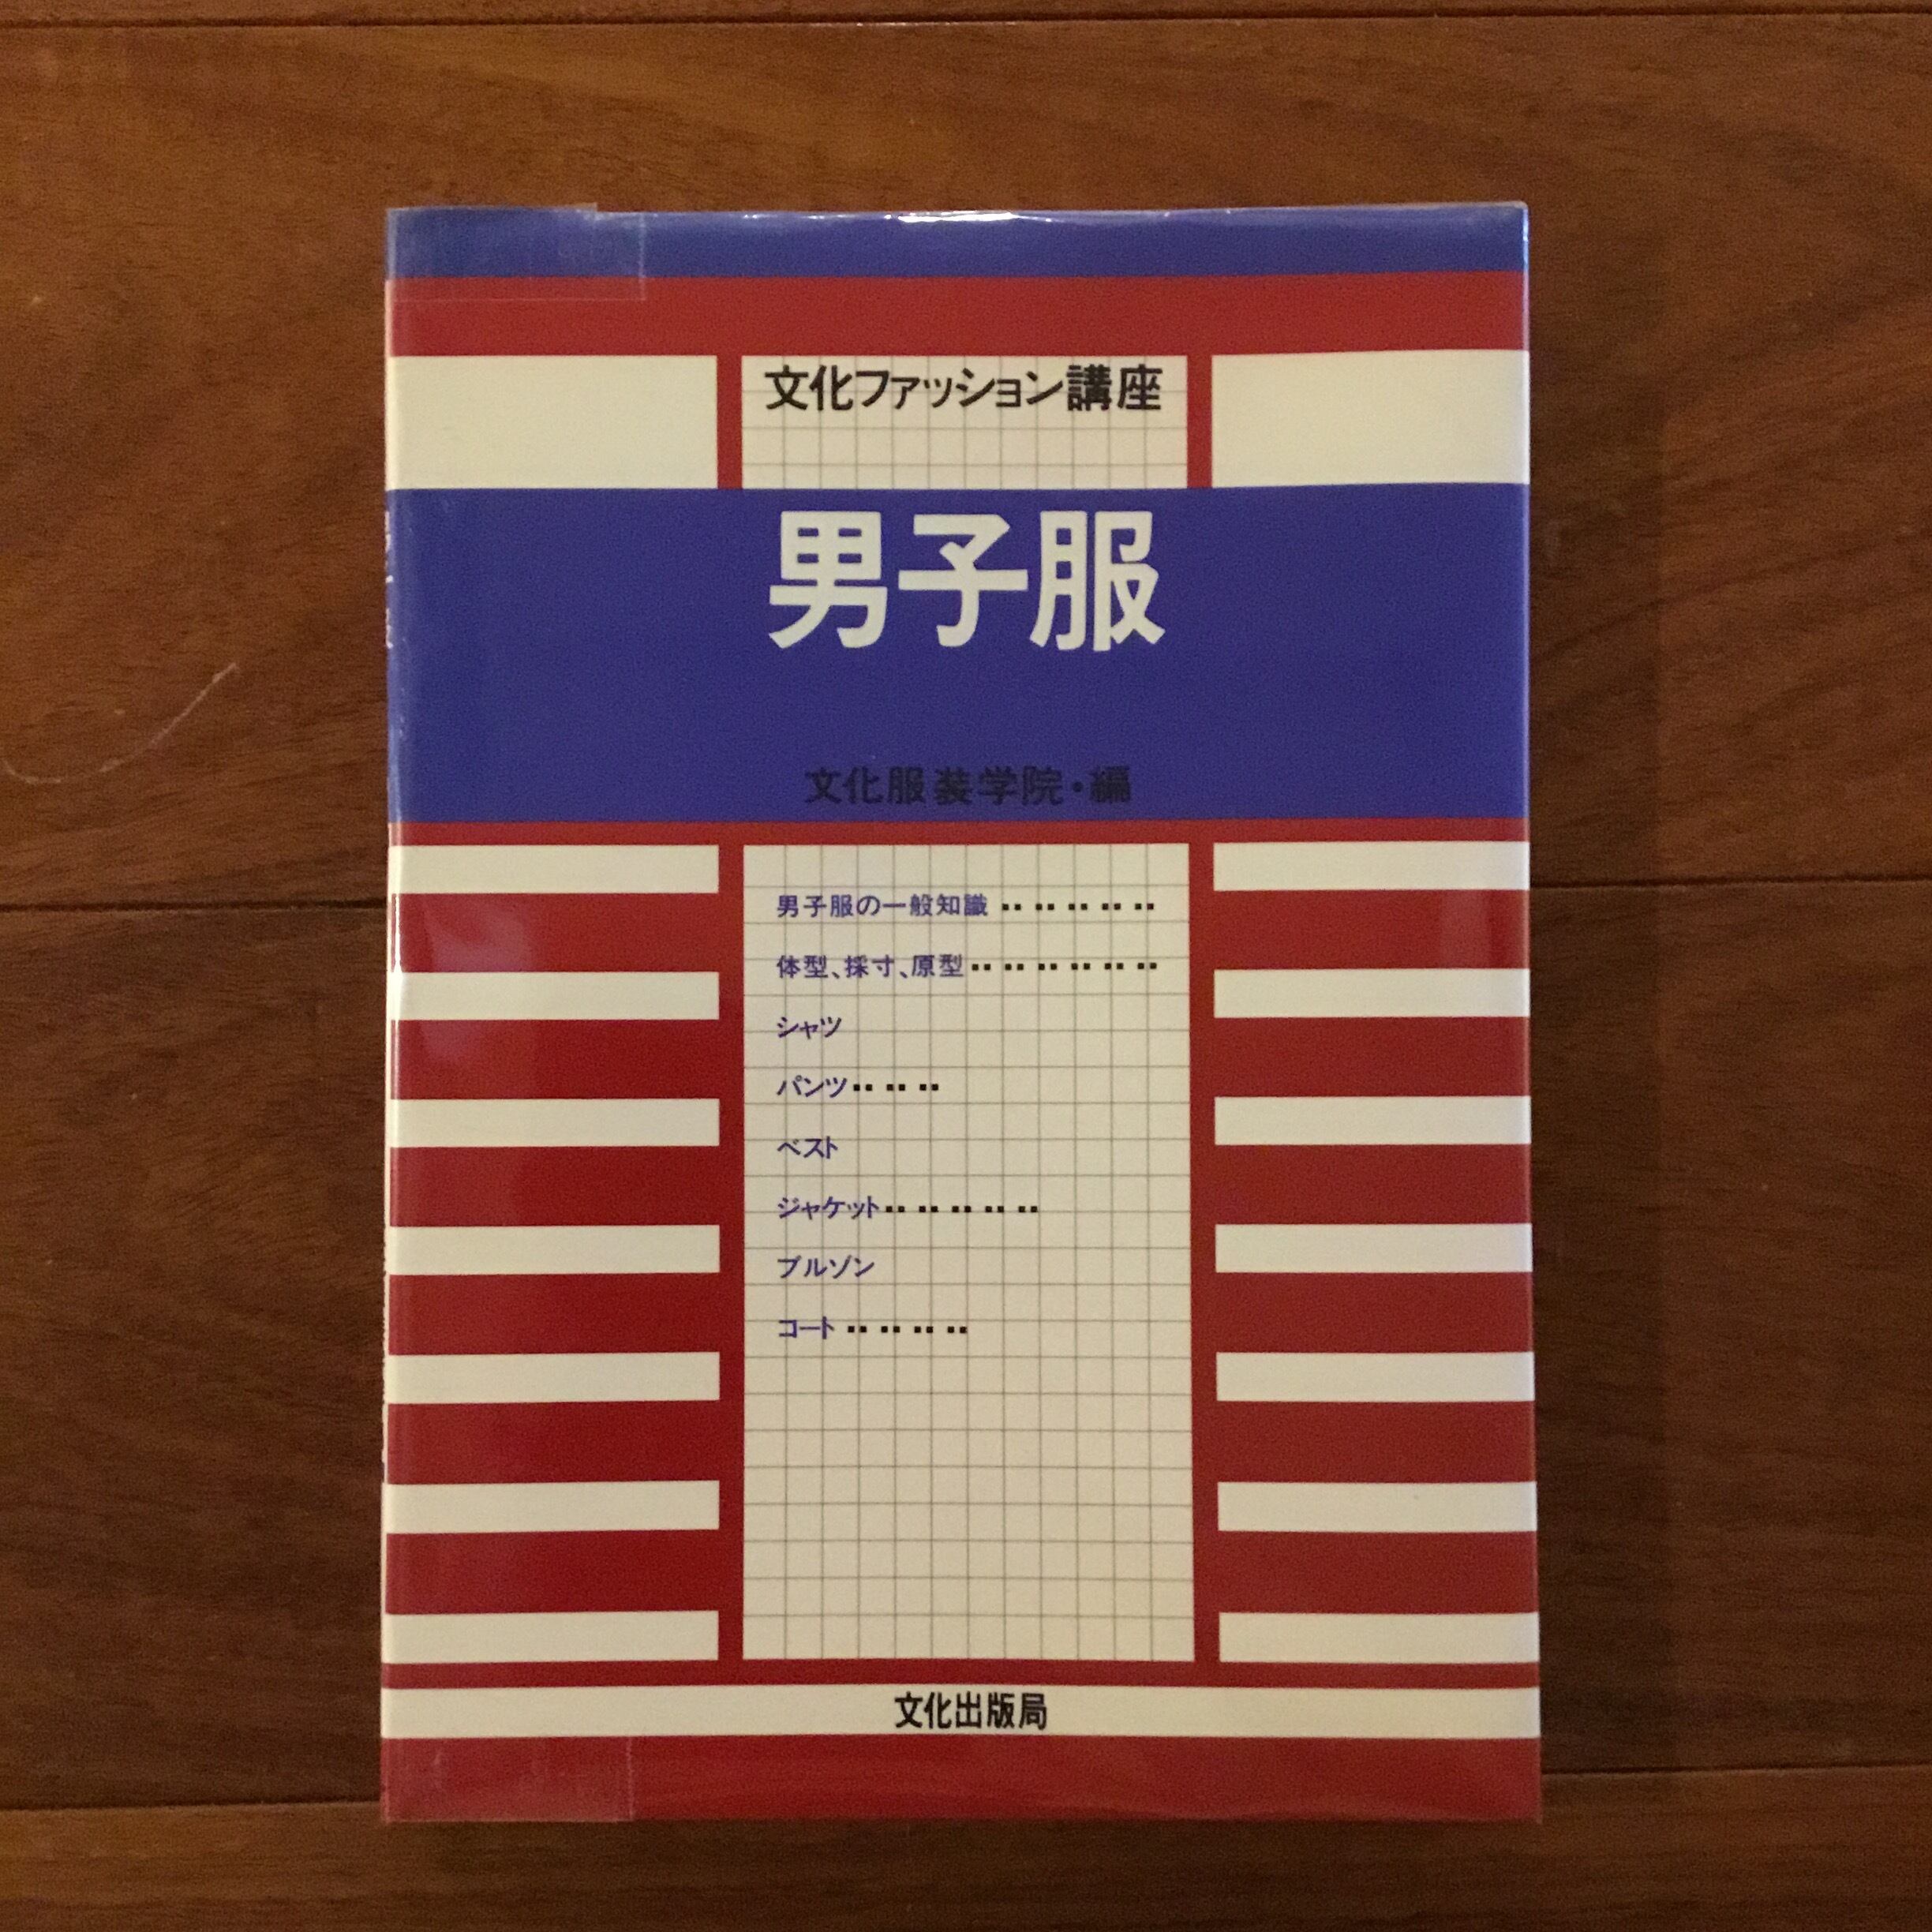 文化ファッション講座
男子服
文化服装学院・編
男子服の一般知識
体型、採寸、原型
シャツ
パンツ
ベスト
ジャケット
ブルゾン
コート
文化出版局